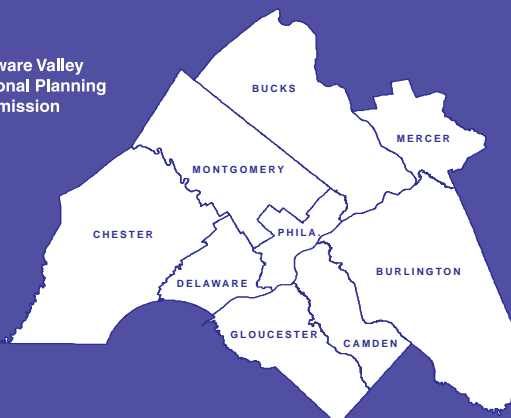 ware Valley
onal Planning
mission
BUCKS
MERCER
MONTGOMERY
CHESTER
PHILA.
DELAWARE
BURLINGTON
GLOUCESTER
CAMDEN